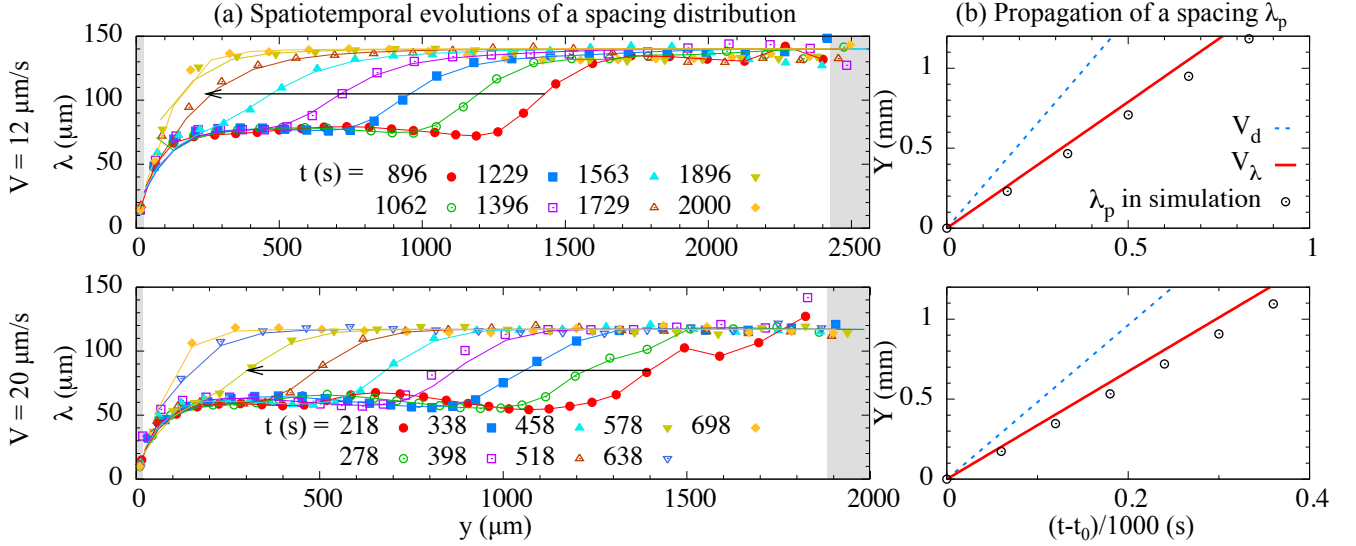 (a) Spatiotemporal evolutions of a spacing distribution
(b) Propagation of a spacing λp
V = 12 μm/s
λ (μm)
150
100
50
0
t (s) = 896 1229 1563 1896
1062 1396 1729 2000
0 500 1000 1500 2000 2500
Y (mm)
1
0.5
0
Vd
Vλ
λp in simulation
0 0.5 1
V = 20 μm/s
λ (μm)
150
100
50
0
t (s) = 218 338 458 578 698
278 398 518 638
0 500 1000 1500 2000
y (μm)
Y (mm)
1
0.5
0
0 0.2 0.4
(t-t0)/1000 (s)